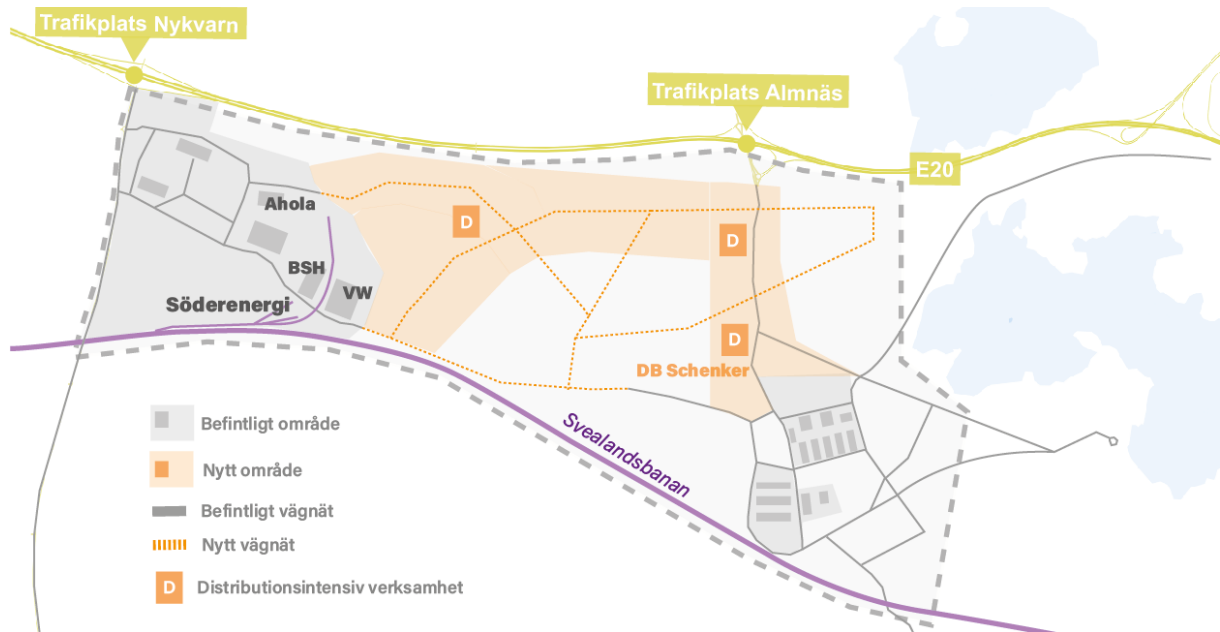 Trafikplats Nykvarn
Trafikplats Almnäs
E20
Ahola
D
D
BSH
VW
Söderenergi
D
DB Schenker
Svealandsbanan
Befintligt område
Nytt område
Befintligt vägnät
Nytt vägnät
D Distributionsintensiv verksamhet